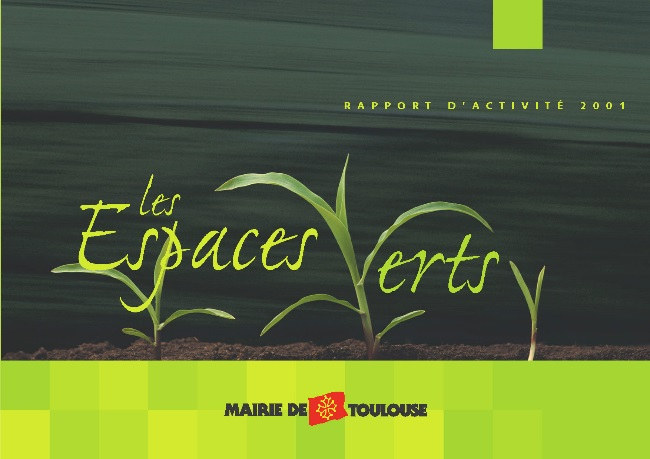 RAPPORT D'ACTIVITÉ 2001
les
Espaces Verts
MAIRIE DE TOULOUSE